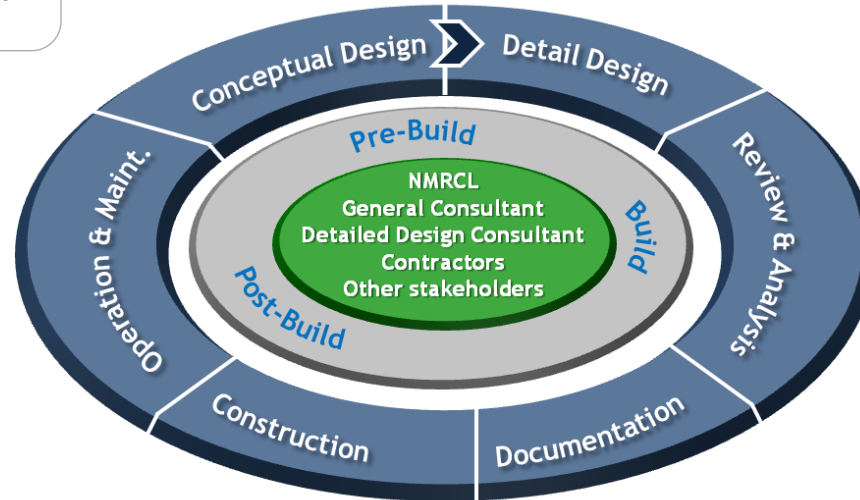 Conceptual Design
Detail Design
Review & Analysis
Documentation
Construction
Operation & Maint.
Pre-Build
Build
Post-Build
NMRCL
General Consultant
Detailed Design Consultant
Contractors
Other stakeholders